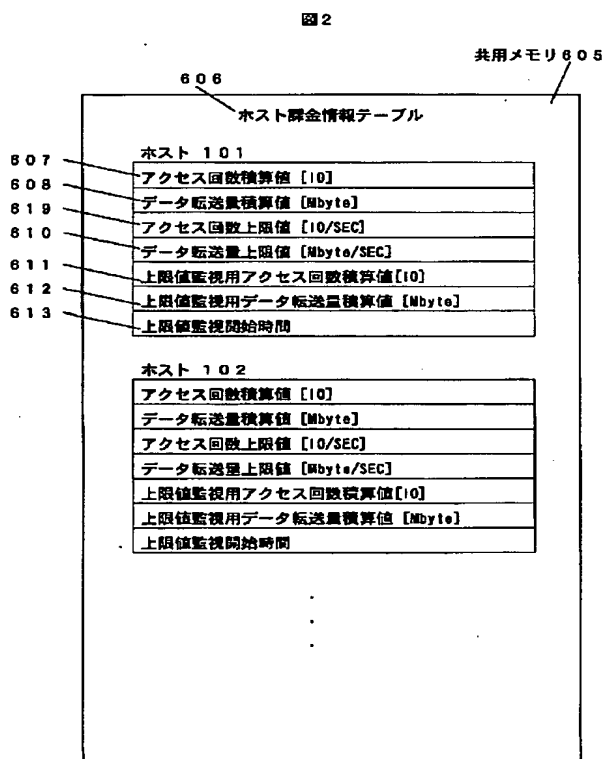 図２
共用メモリ６０５
６０６
ホスト課金情報テーブル
ホスト １０１
６０７ アクセス回数積算値 [IO]
６０８ データ転送量積算値 [Mbyte]
６１９ アクセス回数上限値 [IO/SEC]
６１０ データ転送量上限値 [Mbyte/SEC]
６１１ 上限値監視用アクセス回数積算値[IO]
６１２ 上限値監視用データ転送量積算値 [Mbyte]
６１３ 上限値監視開始時間
ホスト １０２
アクセス回数積算値 [IO]
データ転送量積算値 [Mbyte]
アクセス回数上限値 [IO/SEC]
データ転送量上限値 [Mbyte/SEC]
上限値監視用アクセス回数積算値[IO]
上限値監視用データ転送量積算値 [Mbyte]
上限値監視開始時間